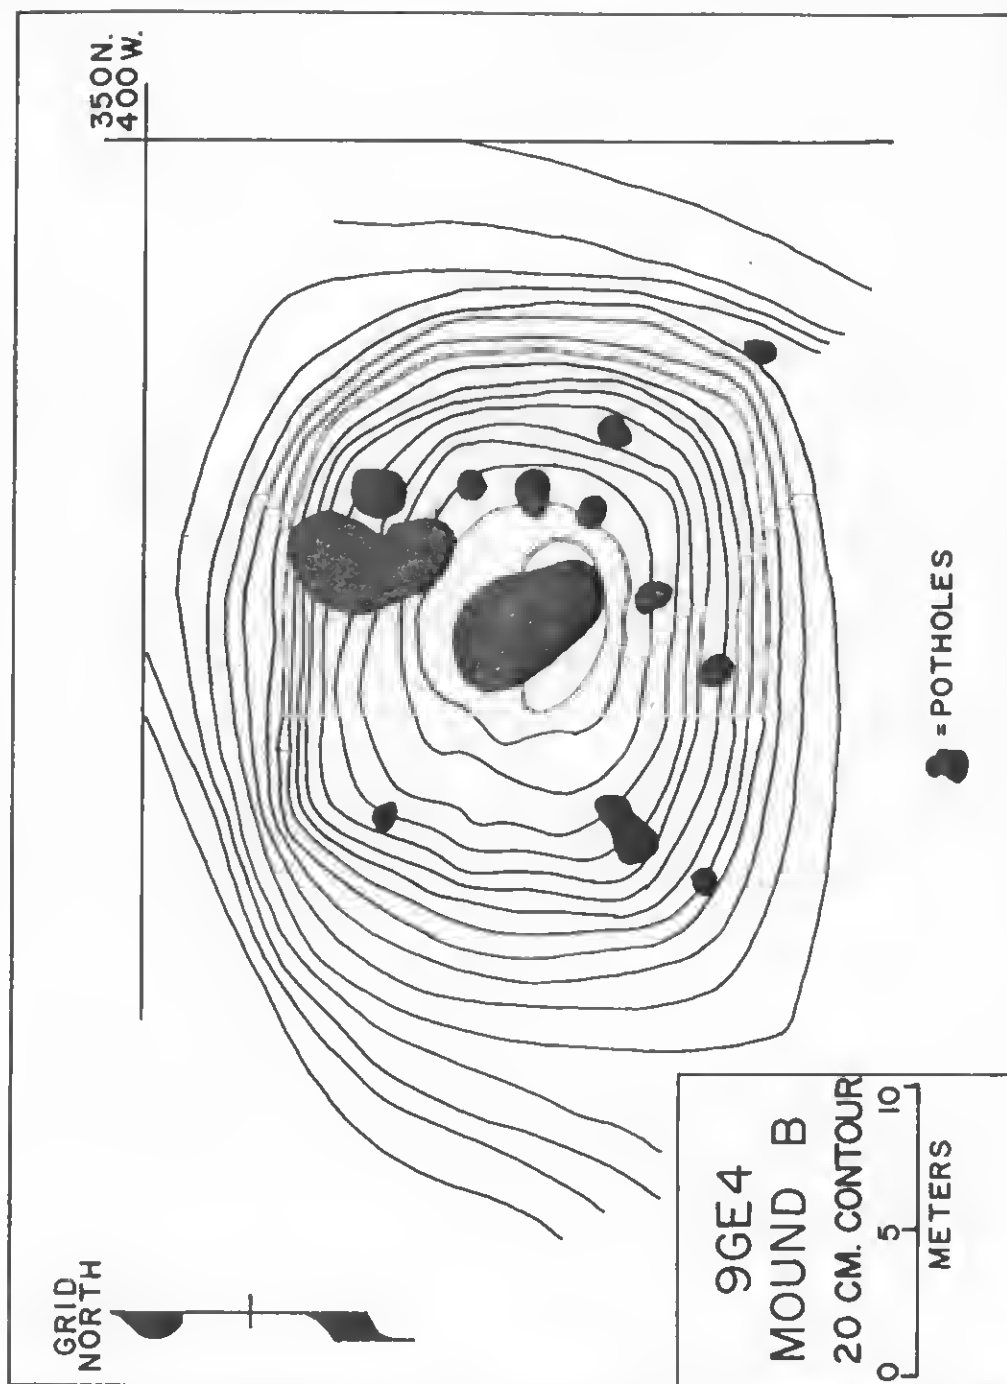 350N.
400W.
GRID
NORTH
= POTHOLES
9GE4
MOUND B
20 CM. CONTOUR
0 5 10
METERS